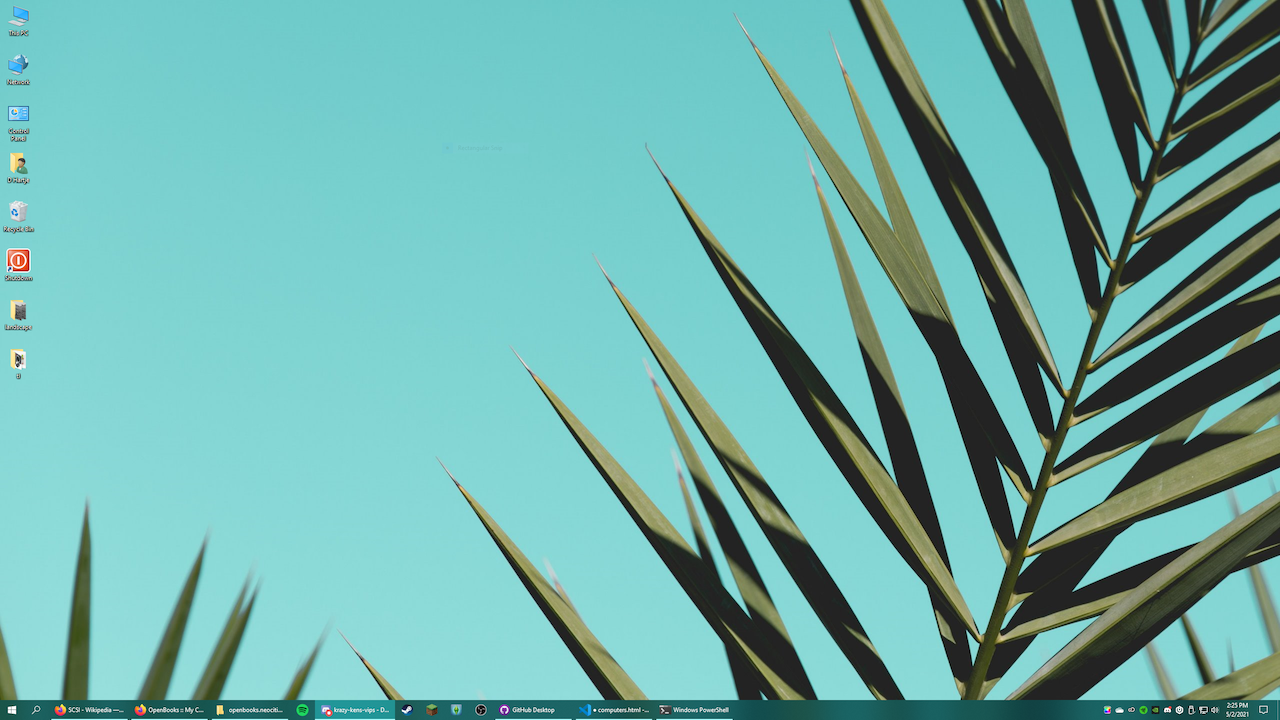 This PC
Network
Control
Panel
D Hartje
Recycle Bin
Shutdown
landscape
SCSI - Wikipedia —...
OpenBooks :: My C...
openbooks.neociti...
krazy-kens-vips - D...
GitHub Desktop
● computers.html -...
Windows PowerShell
2:25 PM
5/2/2021